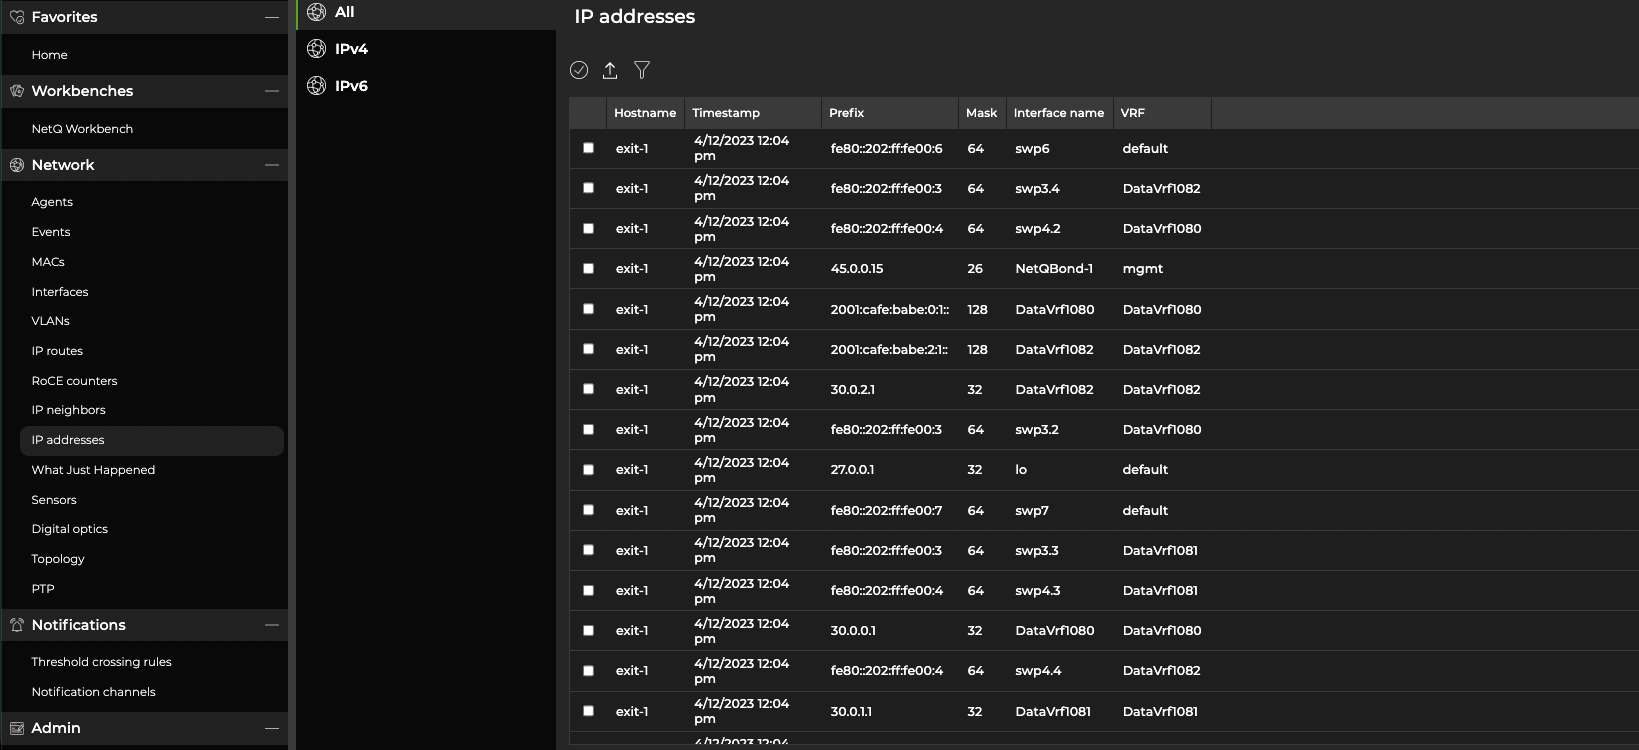 Favorites
Home
Workbenches
NetQ Workbench
Network
Agents
Events
MACs
Interfaces
VLANs
IP routes
RoCE counters
IP neighbors
IP addresses
What Just Happened
Sensors
Digital optics
Topology
PTP
Notifications
Threshold crossing rules
Notification channels
Admin
All
IPv4
IPv6
IP addresses
Hostname Timestamp Prefix Mask Interface name VRF
exit-1 4/12/2023 12:04 pm fe80::202:ff:fe00:6 64 swp6 default
exit-1 4/12/2023 12:04 pm fe80::202:ff:fe00:3 64 swp3.4 DataVrf1082
exit-1 4/12/2023 12:04 pm fe80::202:ff:fe00:4 64 swp4.2 DataVrf1080
exit-1 4/12/2023 12:04 pm 45.0.0.15 26 NetQBond-1 mgmt
exit-1 4/12/2023 12:04 pm 2001:cafe:babe:0:1:: 128 DataVrf1080 DataVrf1080
exit-1 4/12/2023 12:04 pm 2001:cafe:babe:2:1:: 128 DataVrf1082 DataVrf1082
exit-1 4/12/2023 12:04 pm 30.0.2.1 32 DataVrf1082 DataVrf1082
exit-1 4/12/2023 12:04 pm fe80::202:ff:fe00:3 64 swp3.2 DataVrf1080
exit-1 4/12/2023 12:04 pm 27.0.0.1 32 lo default
exit-1 4/12/2023 12:04 pm fe80::202:ff:fe00:7 64 swp7 default
exit-1 4/12/2023 12:04 pm fe80::202:ff:fe00:3 64 swp3.3 DataVrf1081
exit-1 4/12/2023 12:04 pm fe80::202:ff:fe00:4 64 swp4.3 DataVrf1081
exit-1 4/12/2023 12:04 pm 30.0.0.1 32 DataVrf1080 DataVrf1080
exit-1 4/12/2023 12:04 pm fe80::202:ff:fe00:4 64 swp4.4 DataVrf1082
exit-1 4/12/2023 12:04 pm 30.0.1.1 32 DataVrf1081 DataVrf1081
4/12/2023 12:04